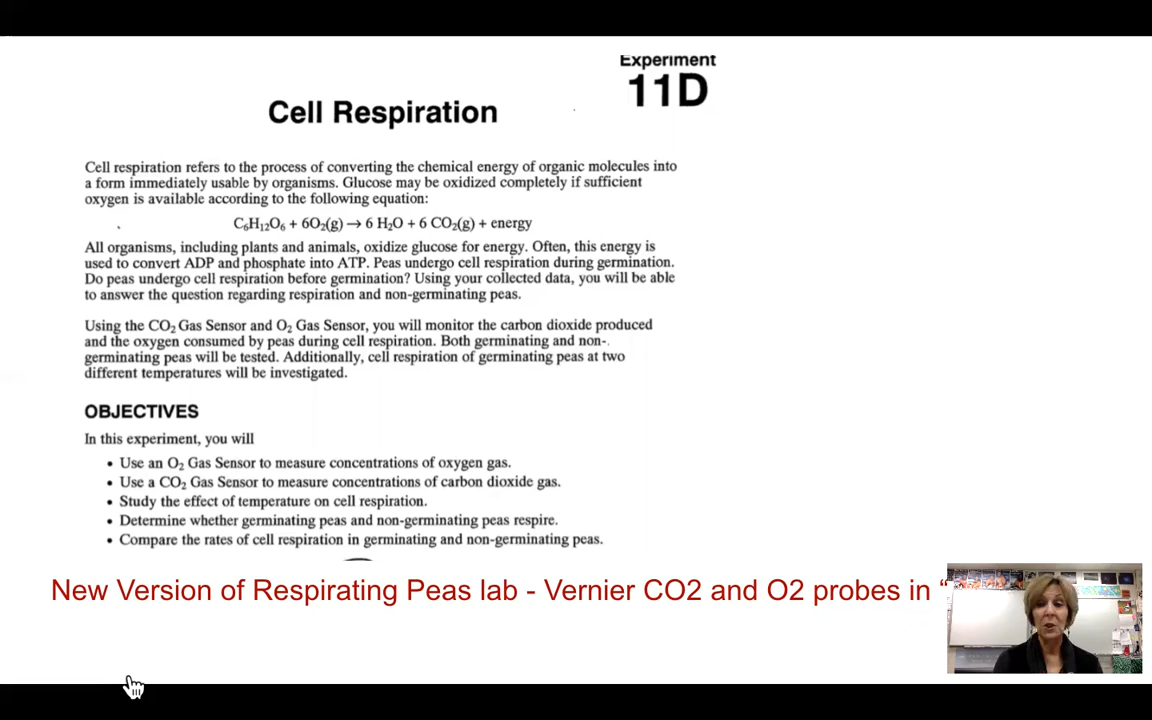 Experiment
11D
Cell Respiration
Cell respiration refers to the process of converting the chemical energy of organic molecules into
a form immediately usable by organisms. Glucose may be oxidized completely if sufficient
oxygen is available according to the following equation:
C₆H₁₂O₆ + 6O₂(g) → 6 H₂O + 6 CO₂(g) + energy
All organisms, including plants and animals, oxidize glucose for energy. Often, this energy is
used to convert ADP and phosphate into ATP. Peas undergo cell respiration during germination.
Do peas undergo cell respiration before germination? Using your collected data, you will be able
to answer the question regarding respiration and non-germinating peas.
Using the CO₂ Gas Sensor and O₂ Gas Sensor, you will monitor the carbon dioxide produced
and the oxygen consumed by peas during cell respiration. Both germinating and non-
germinating peas will be tested. Additionally, cell respiration of germinating peas at two
different temperatures will be investigated.
OBJECTIVES
In this experiment, you will
• Use an O₂ Gas Sensor to measure concentrations of oxygen gas.
• Use a CO₂ Gas Sensor to measure concentrations of carbon dioxide gas.
• Study the effect of temperature on cell respiration.
• Determine whether germinating peas and non-germinating peas respire.
• Compare the rates of cell respiration in germinating and non-germinating peas.
New Version of Respirating Peas lab - Vernier CO2 and O2 probes in “